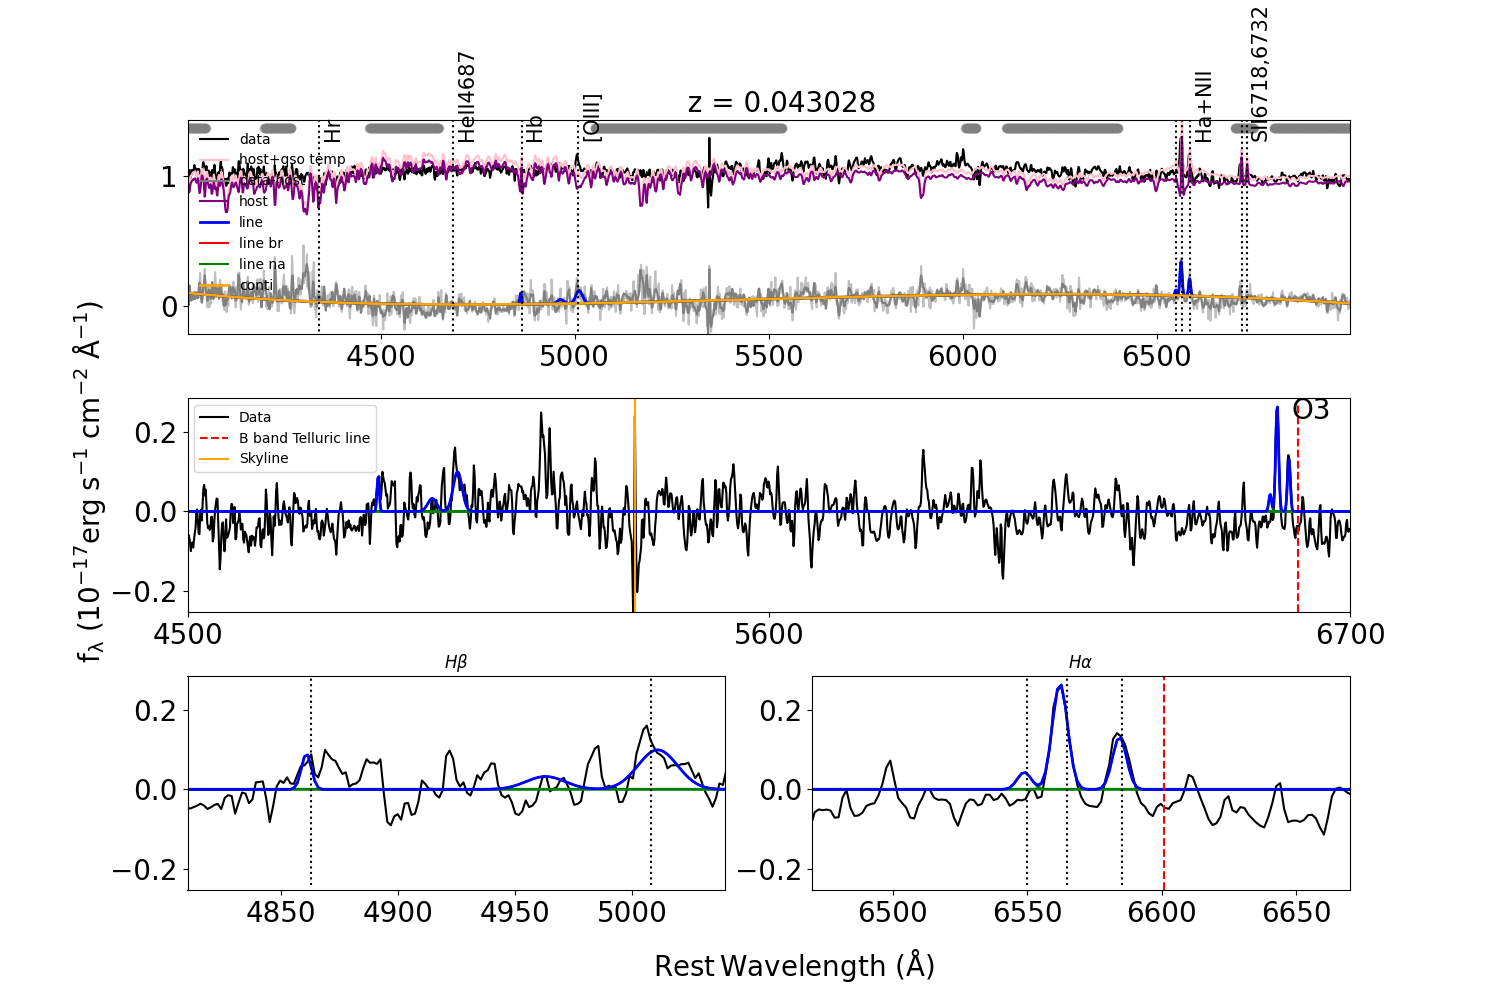 z = 0.043028
Hr
HeII4687
Hb
[OIII]
Ha+NII
SII6718,6732
data
host+qso temp
data-host
host
line
line br
line na
conti
1
0
4500 5000 5500 6000 6500
fλ (10⁻¹⁷erg s⁻¹ cm⁻² Å⁻¹)
Data
B band Telluric line
Skyline
O3
0.2
0.0
−0.2
4500 5600 6700
Hβ
0.2
0.0
−0.2
4850 4900 4950 5000
Hα
0.2
0.0
−0.2
6500 6550 6600 6650
Rest Wavelength (Å)